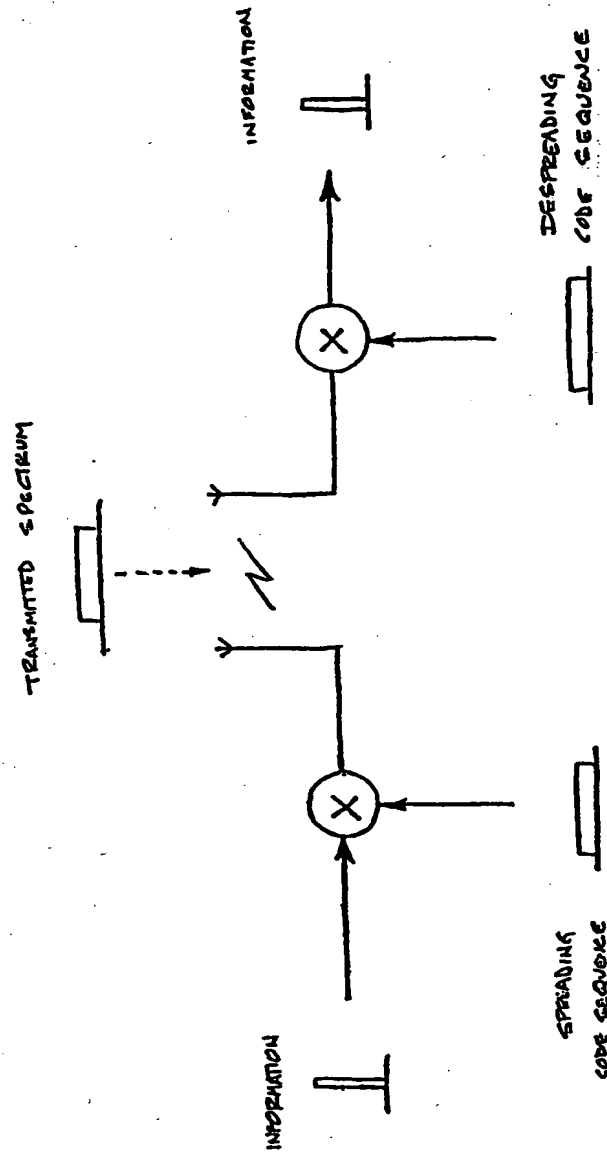 TRANSMITTED SPECTRUM
INFORMATION
INFORMATION
X
X
SPREADING
CODE SEQUENCE
DESPREADING
CODE SEQUENCE